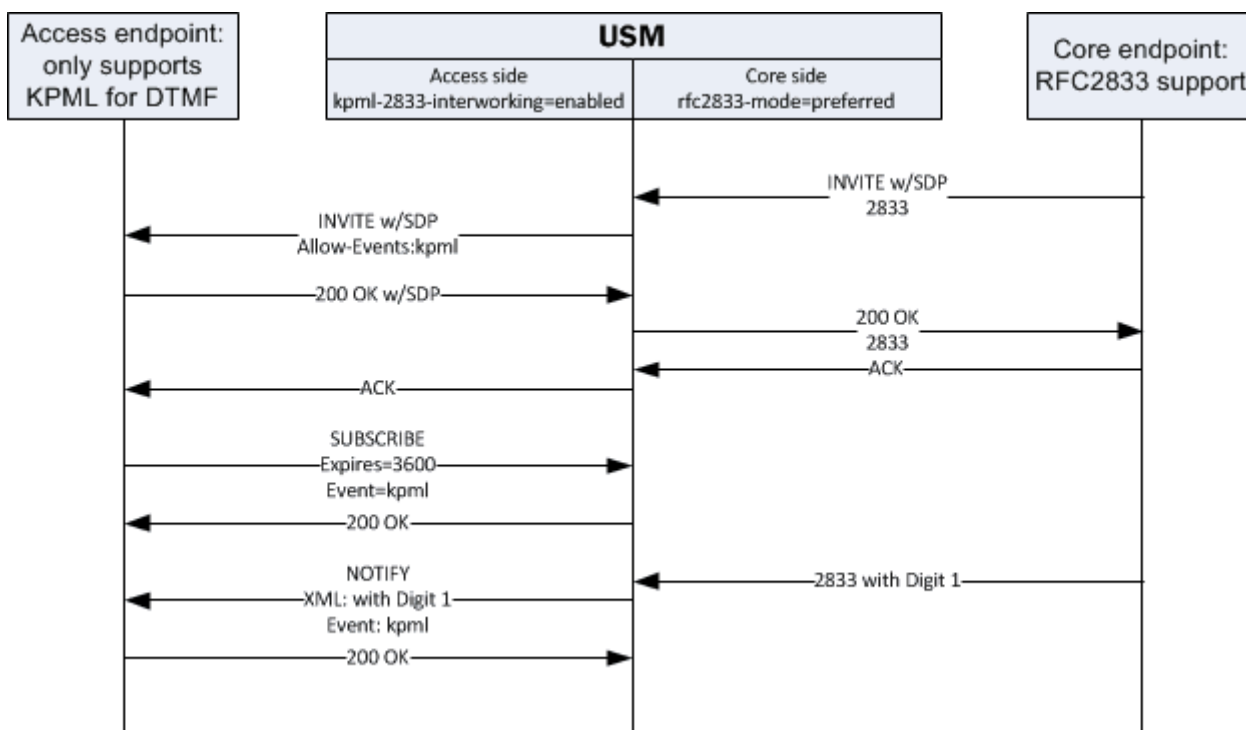 Access endpoint:
only supports
KPML for DTMF
USM
Access side
kpml-2833-interworking=enabled
Core side
rfc2833-mode=preferred
Core endpoint:
RFC2833 support
INVITE w/SDP
2833
INVITE w/SDP
Allow-Events:kpml
200 OK w/SDP
200 OK
2833
ACK
ACK
SUBSCRIBE
Expires=3600
Event=kpml
200 OK
2833 with Digit 1
NOTIFY
XML: with Digit 1
Event: kpml
200 OK